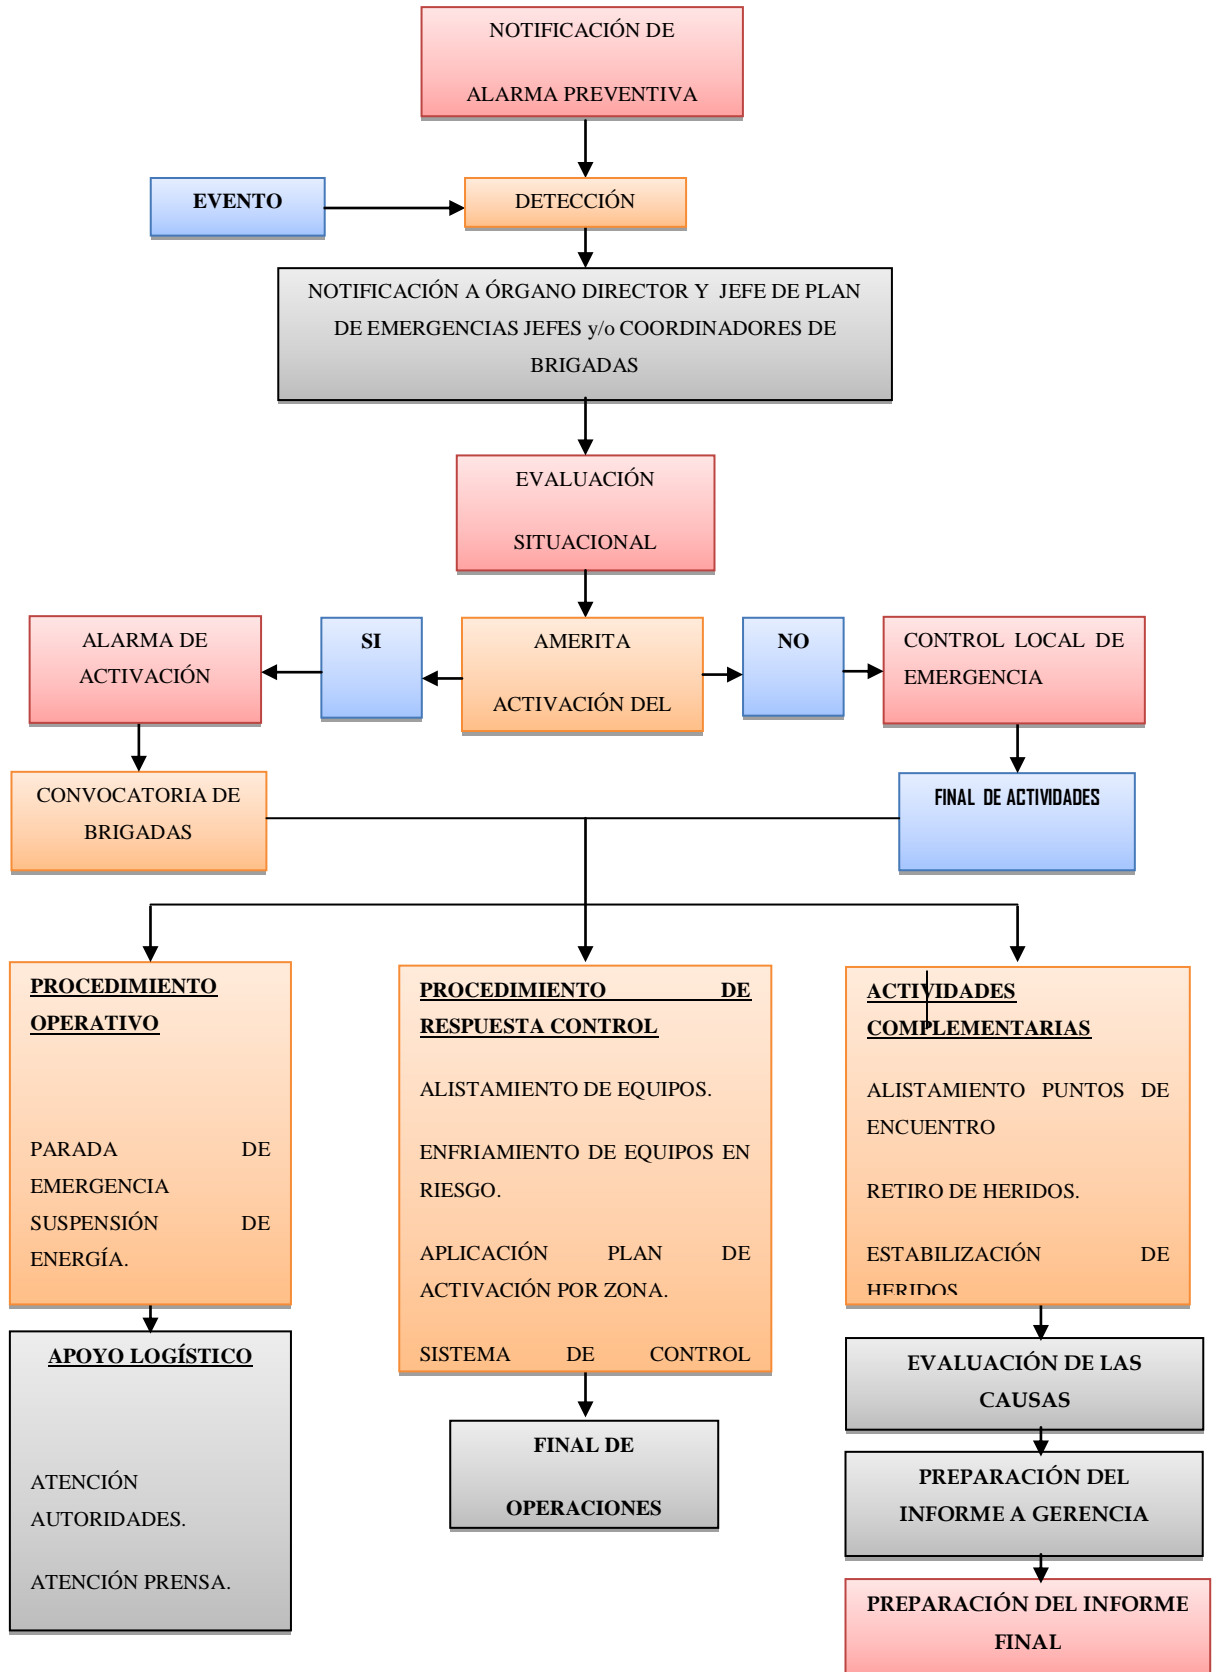 NOTIFICACIÓN DE
ALARMA PREVENTIVA
EVENTO
DETECCIÓN
NOTIFICACIÓN A ÓRGANO DIRECTOR Y JEFE DE PLAN
DE EMERGENCIAS JEFES y/o COORDINADORES DE
BRIGADAS
EVALUACIÓN
SITUACIONAL
ALARMA DE
ACTIVACIÓN
SI
AMERITA
ACTIVACIÓN DEL
NO
CONTROL LOCAL DE
EMERGENCIA
CONVOCATORIA DE
BRIGADAS
FINAL DE ACTIVIDADES
PROCEDIMIENTO
OPERATIVO
PARADA DE
EMERGENCIA
SUSPENSIÓN DE
ENERGÍA.
PROCEDIMIENTO DE
RESPUESTA CONTROL
ALISTAMIENTO DE EQUIPOS.
ENFRIAMIENTO DE EQUIPOS EN
RIESGO.
APLICACIÓN PLAN DE
ACTIVACIÓN POR ZONA.
SISTEMA DE CONTROL
ACTIVIDADES
COMPLEMENTARIAS
ALISTAMIENTO PUNTOS DE
ENCUENTRO
RETIRO DE HERIDOS.
ESTABILIZACIÓN DE
HERIDOS
APOYO LOGÍSTICO
ATENCIÓN
AUTORIDADES.
ATENCIÓN PRENSA.
FINAL DE
OPERACIONES
EVALUACIÓN DE LAS
CAUSAS
PREPARACIÓN DEL
INFORME A GERENCIA
PREPARACIÓN DEL INFORME
FINAL